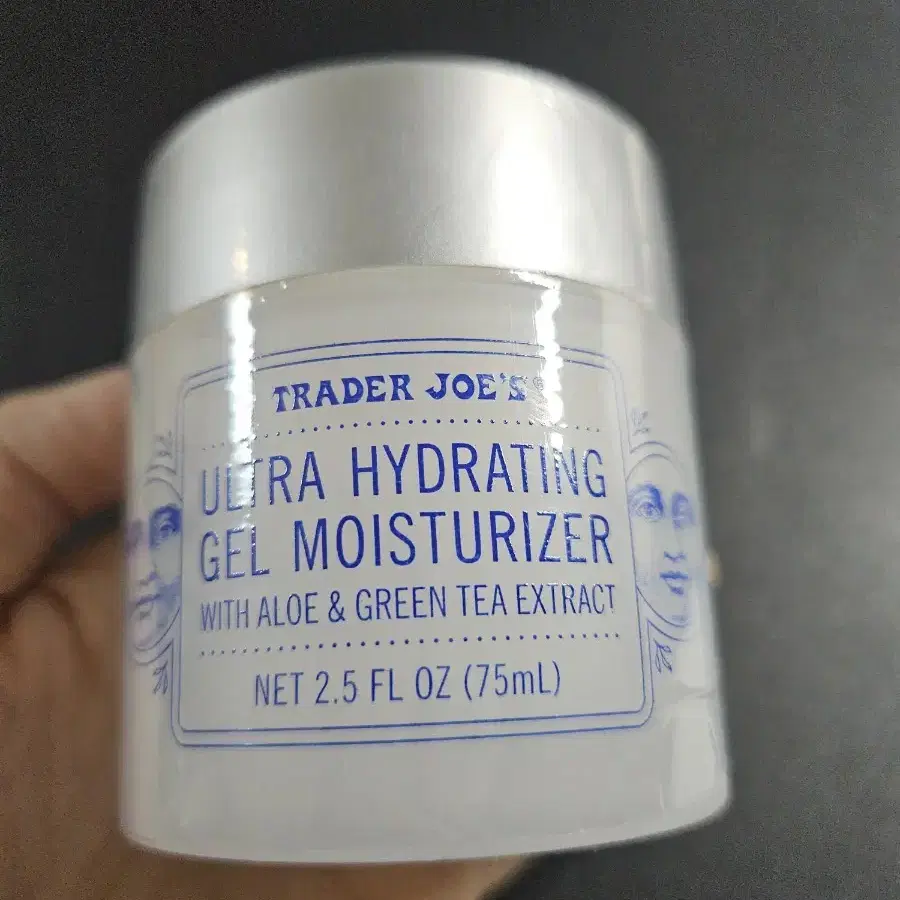 TRADER JOE'S®
ULTRA HYDRATING
GEL MOISTURIZER
WITH ALOE & GREEN TEA EXTRACT
NET 2.5 FL OZ (75mL)